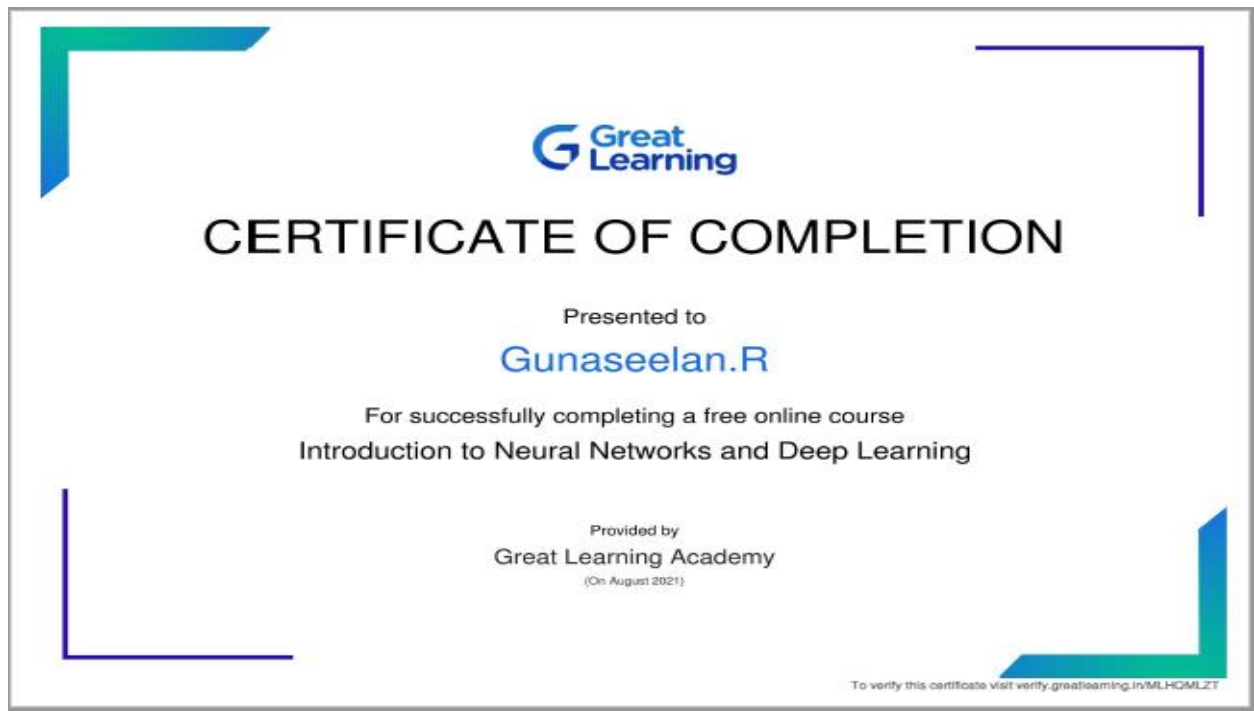 Great
Learning
CERTIFICATE OF COMPLETION
Presented to
Gunaseelan.R
For successfully completing a free online course
Introduction to Neural Networks and Deep Learning
Provided by
Great Learning Academy
(On August 2021)
To verify this certificate visit verify.greatlearning.in/MLHQMLZT